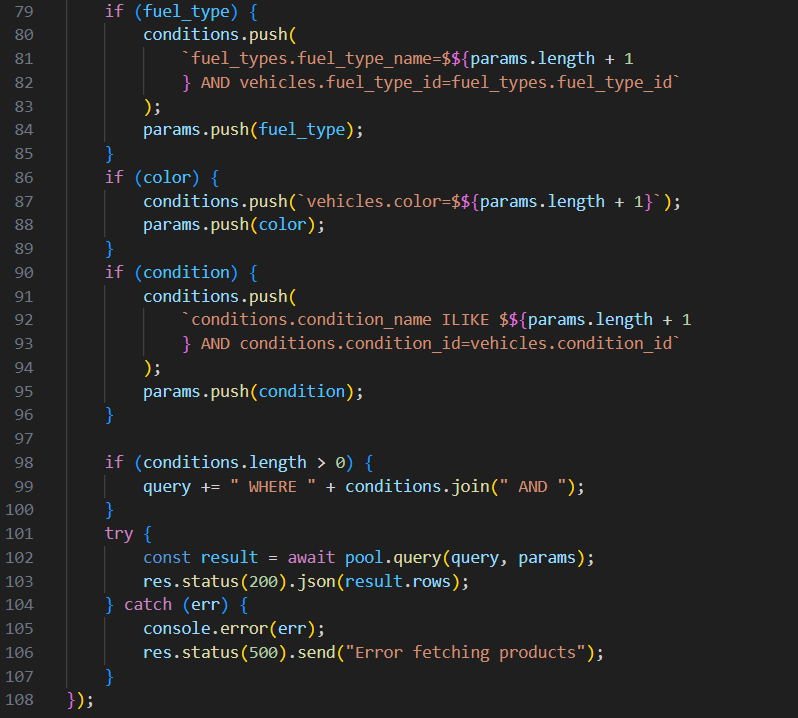 79 if (fuel_type) {
80 conditions.push(
81 `fuel_types.fuel_type_name=$${params.length + 1
82 } AND vehicles.fuel_type_id=fuel_types.fuel_type_id`
83 );
84 params.push(fuel_type);
85 }
86 if (color) {
87 conditions.push(`vehicles.color=$${params.length + 1}`);
88 params.push(color);
89 }
90 if (condition) {
91 conditions.push(
92 `conditions.condition_name ILIKE $${params.length + 1
93 } AND conditions.condition_id=vehicles.condition_id`
94 );
95 params.push(condition);
96 }
97
98 if (conditions.length > 0) {
99 query += " WHERE " + conditions.join(" AND ");
100 }
101 try {
102 const result = await pool.query(query, params);
103 res.status(200).json(result.rows);
104 } catch (err) {
105 console.error(err);
106 res.status(500).send("Error fetching products");
107 }
108 });